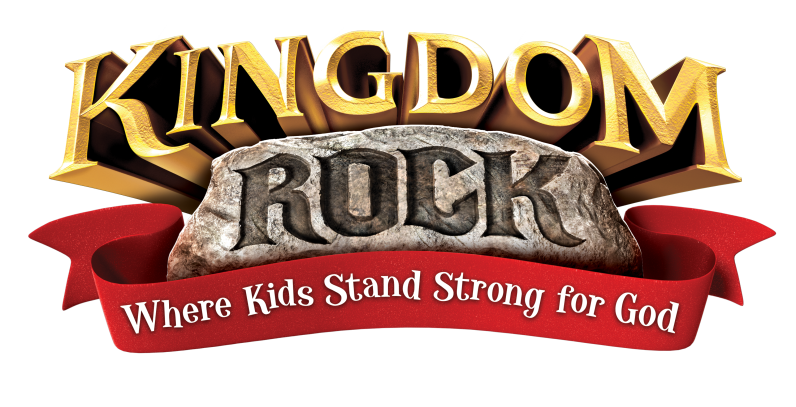 KINGDOM
ROCK
Where Kids Stand Strong for God